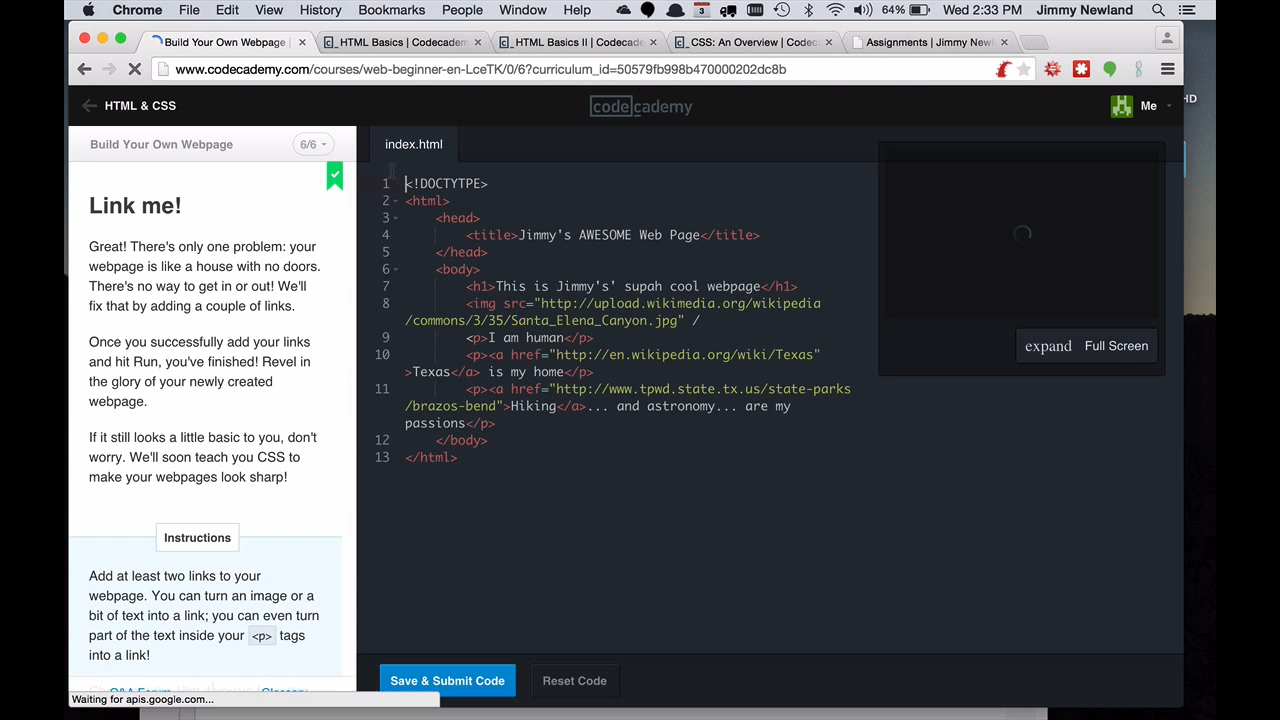 Chrome File Edit View History Bookmarks People Window Help 3 64% Wed 2:33 PM Jimmy Newland
Build Your Own Webpage | HTML Basics | Codecadem HTML Basics II | Codecade CSS: An Overview | Codec Assignments | Jimmy New
www.codecademy.com/courses/web-beginner-en-LceTK/0/6?curriculum_id=50579fb998b470000202dc8b
HD
HTML & CSS
codecademy
Me
Build Your Own Webpage 6/6
Link me!
Great! There's only one problem: your
webpage is like a house with no doors.
There's no way to get in or out! We'll
fix that by adding a couple of links.
Once you successfully add your links
and hit Run, you've finished! Revel in
the glory of your newly created
webpage.
If it still looks a little basic to you, don't
worry. We'll soon teach you CSS to
make your webpages look sharp!
Instructions
Add at least two links to your
webpage. You can turn an image or a
bit of text into a link; you can even turn
part of the text inside your <p> tags
into a link!
Q&A Forum Glossary
Waiting for apis.google.com...
index.html
1 <!DOCTYTPE>
2 <html>
3 <head>
4 <title>Jimmy's AWESOME Web Page</title>
5 </head>
6 <body>
7 <h1>This is Jimmy's' supah cool webpage</h1>
8 <img src="http://upload.wikimedia.org/wikipedia
/commons/3/35/Santa_Elena_Canyon.jpg" /
9 <p>I am human</p>
10 <p><a href="http://en.wikipedia.org/wiki/Texas"
>Texas</a> is my home</p>
11 <p><a href="http://www.tpwd.state.tx.us/state-parks
/brazos-bend">Hiking</a>... and astronomy... are my
passions</p>
12 </body>
13 </html>
expand Full Screen
Save & Submit Code Reset Code